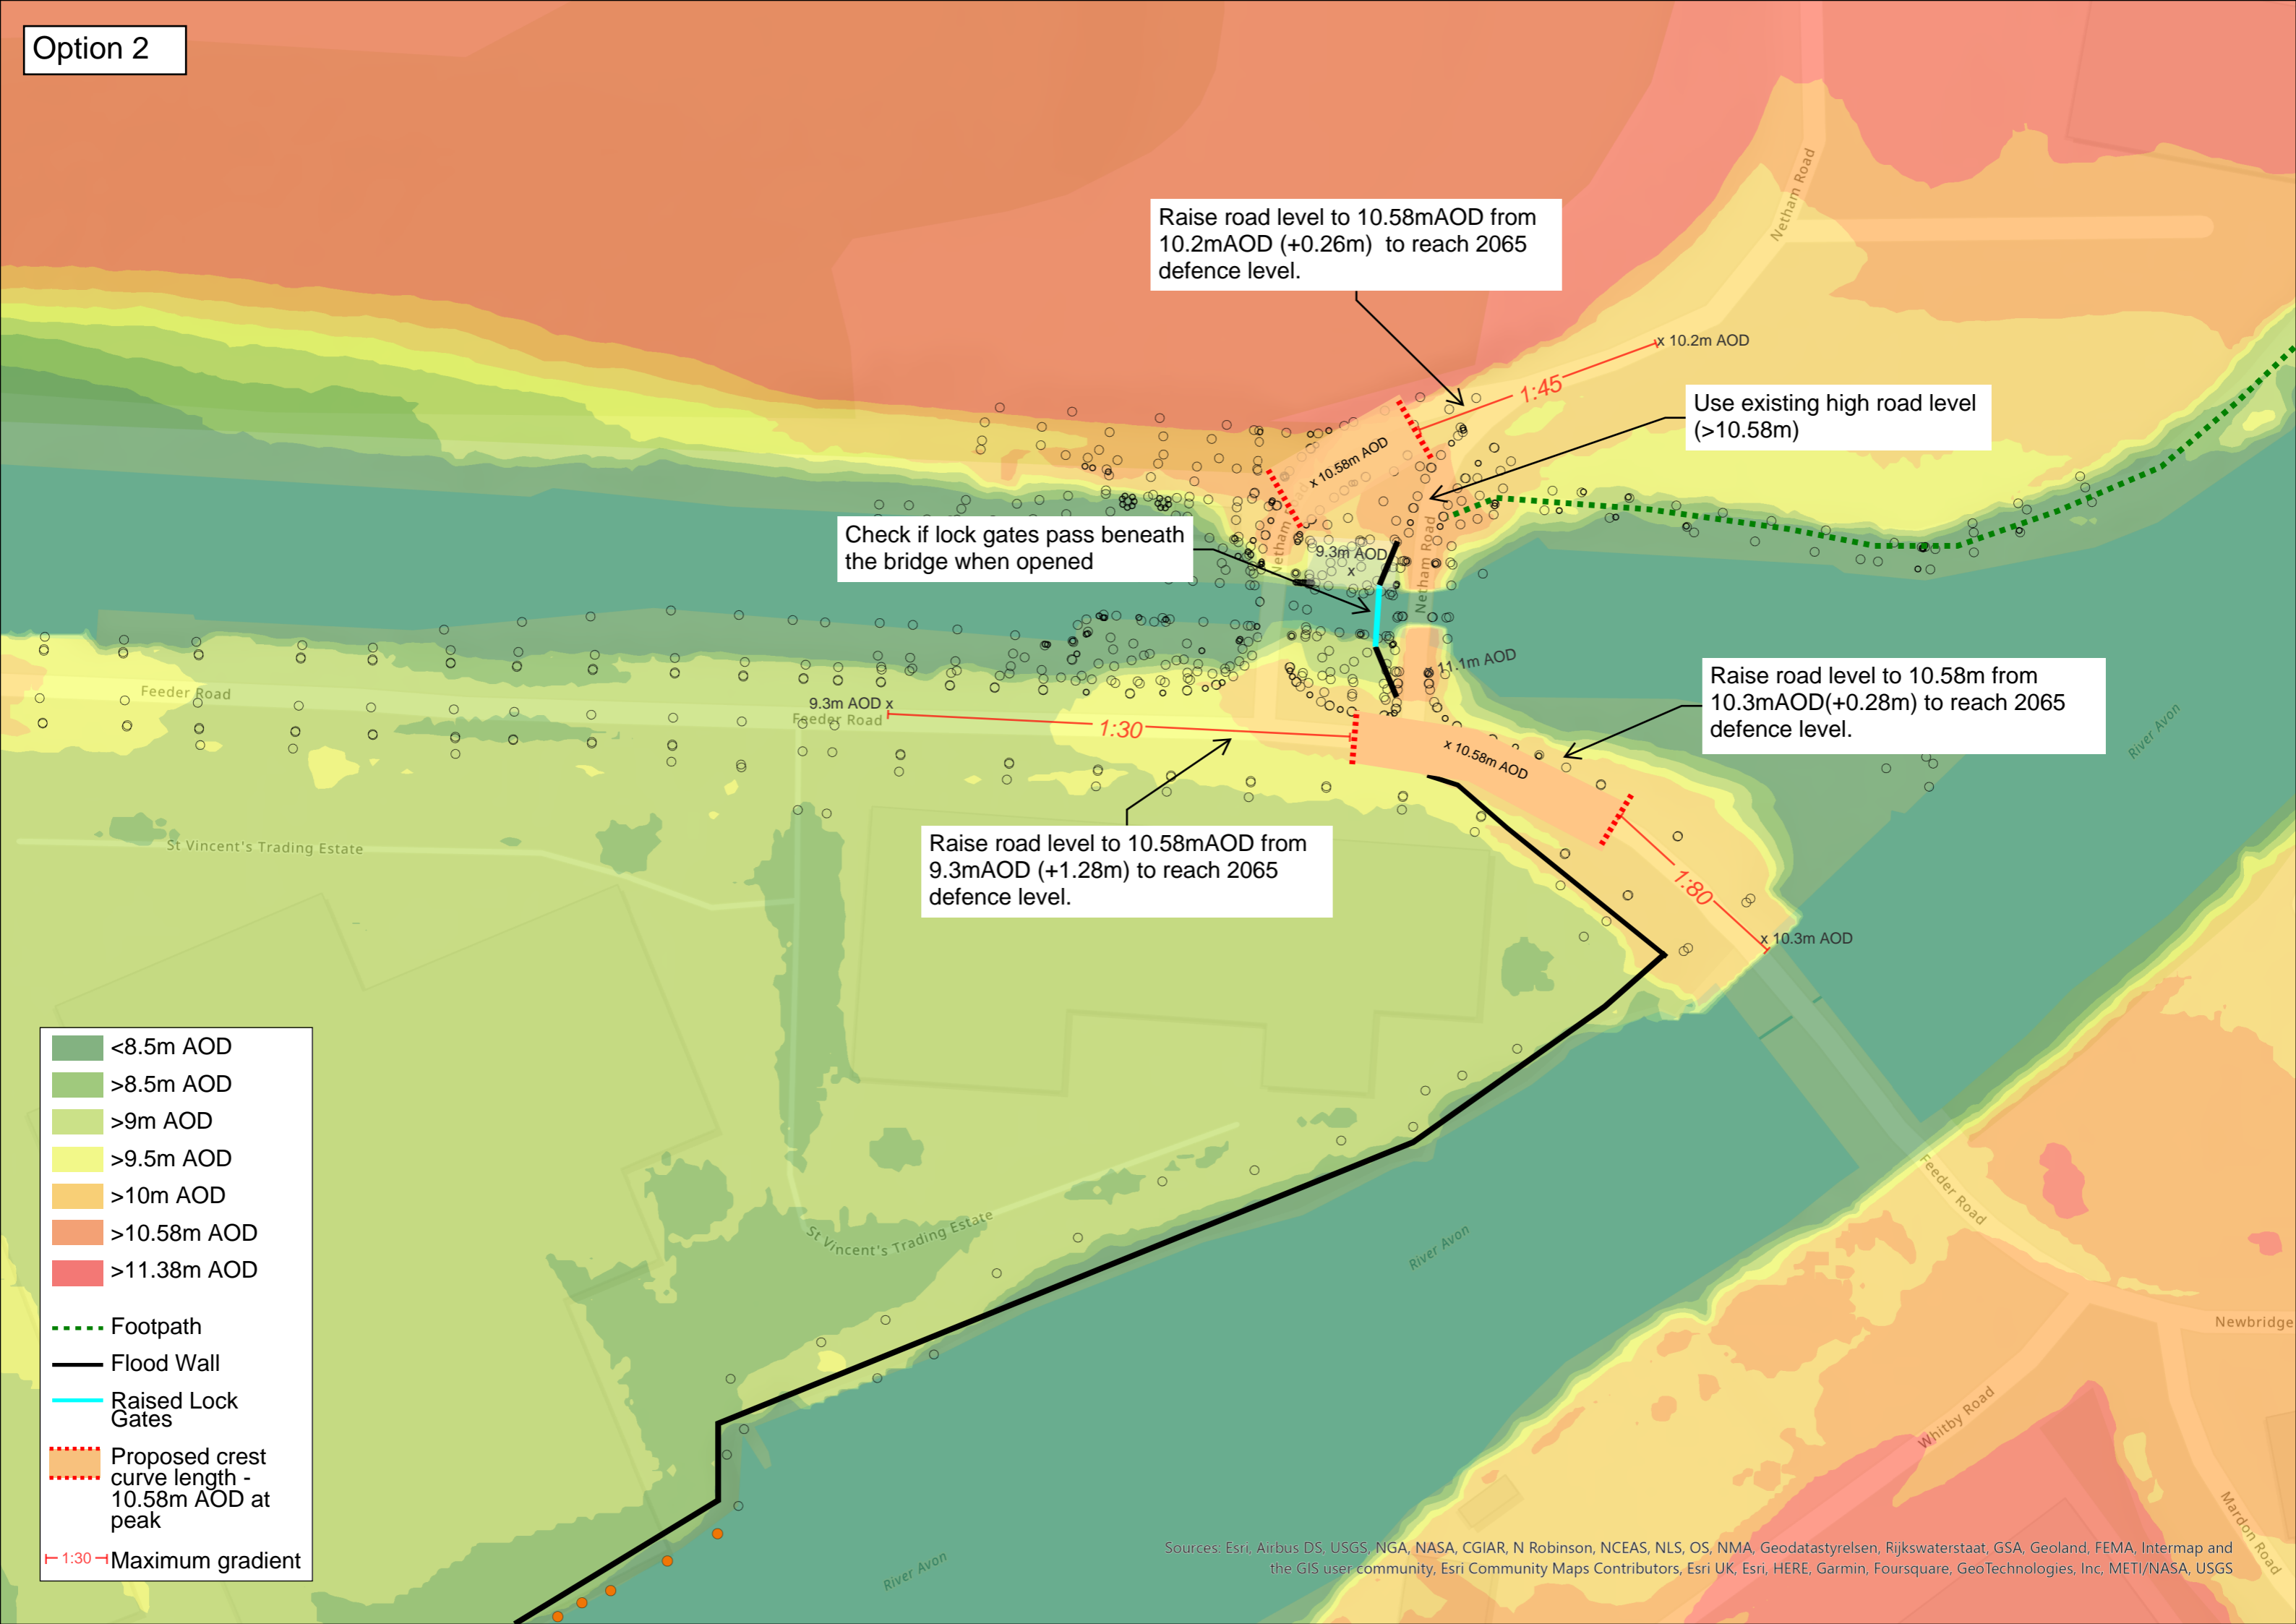 Option 2
Netham Road
Raise road level to 10.58mAOD from
10.2mAOD (+0.26m) to reach 2065
defence level.
x 10.2m AOD
1:45
Use existing high road level
(>10.58m)
x 10.58m AOD
Check if lock gates pass beneath
the bridge when opened
Netham Road
9.3m AOD
x
Netham Road
x 11.1m AOD
Raise road level to 10.58m from
10.3mAOD(+0.28m) to reach 2065
defence level.
River Avon
Feeder Road
9.3m AOD x
Feeder Road
1:30
x 10.58m AOD
St Vincent's Trading Estate
Raise road level to 10.58mAOD from
9.3mAOD (+1.28m) to reach 2065
defence level.
1:80
x 10.3m AOD
<8.5m AOD
>8.5m AOD
>9m AOD
>9.5m AOD
>10m AOD
>10.58m AOD
>11.38m AOD
Footpath
Flood Wall
Raised Lock
Gates
Proposed crest
curve length -
10.58m AOD at
peak
1:30
Maximum gradient
St Vincent's Trading Estate
River Avon
Feeder Road
Newbridge
Whitby Road
Mardon Road
River Avon
Sources: Esri, Airbus DS, USGS, NGA, NASA, CGIAR, N Robinson, NCEAS, NLS, OS, NMA, Geodatastyrelsen, Rijkswaterstaat, GSA, Geoland, FEMA, Intermap and
the GIS user community, Esri Community Maps Contributors, Esri UK, Esri, HERE, Garmin, Foursquare, GeoTechnologies, Inc, METI/NASA, USGS